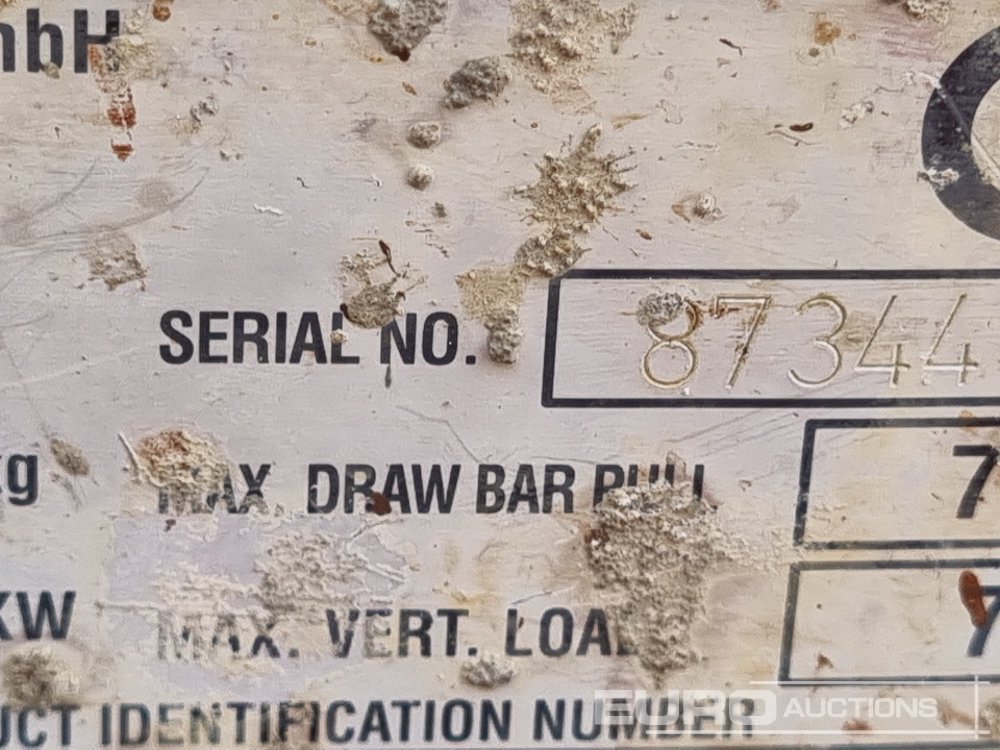 mbH
SERIAL NO. 87344
kg MAX. DRAW BAR PULL 7
KW MAX. VERT. LOAD 7
UCT IDENTIFICATION NUMBER
EURO AUCTIONS